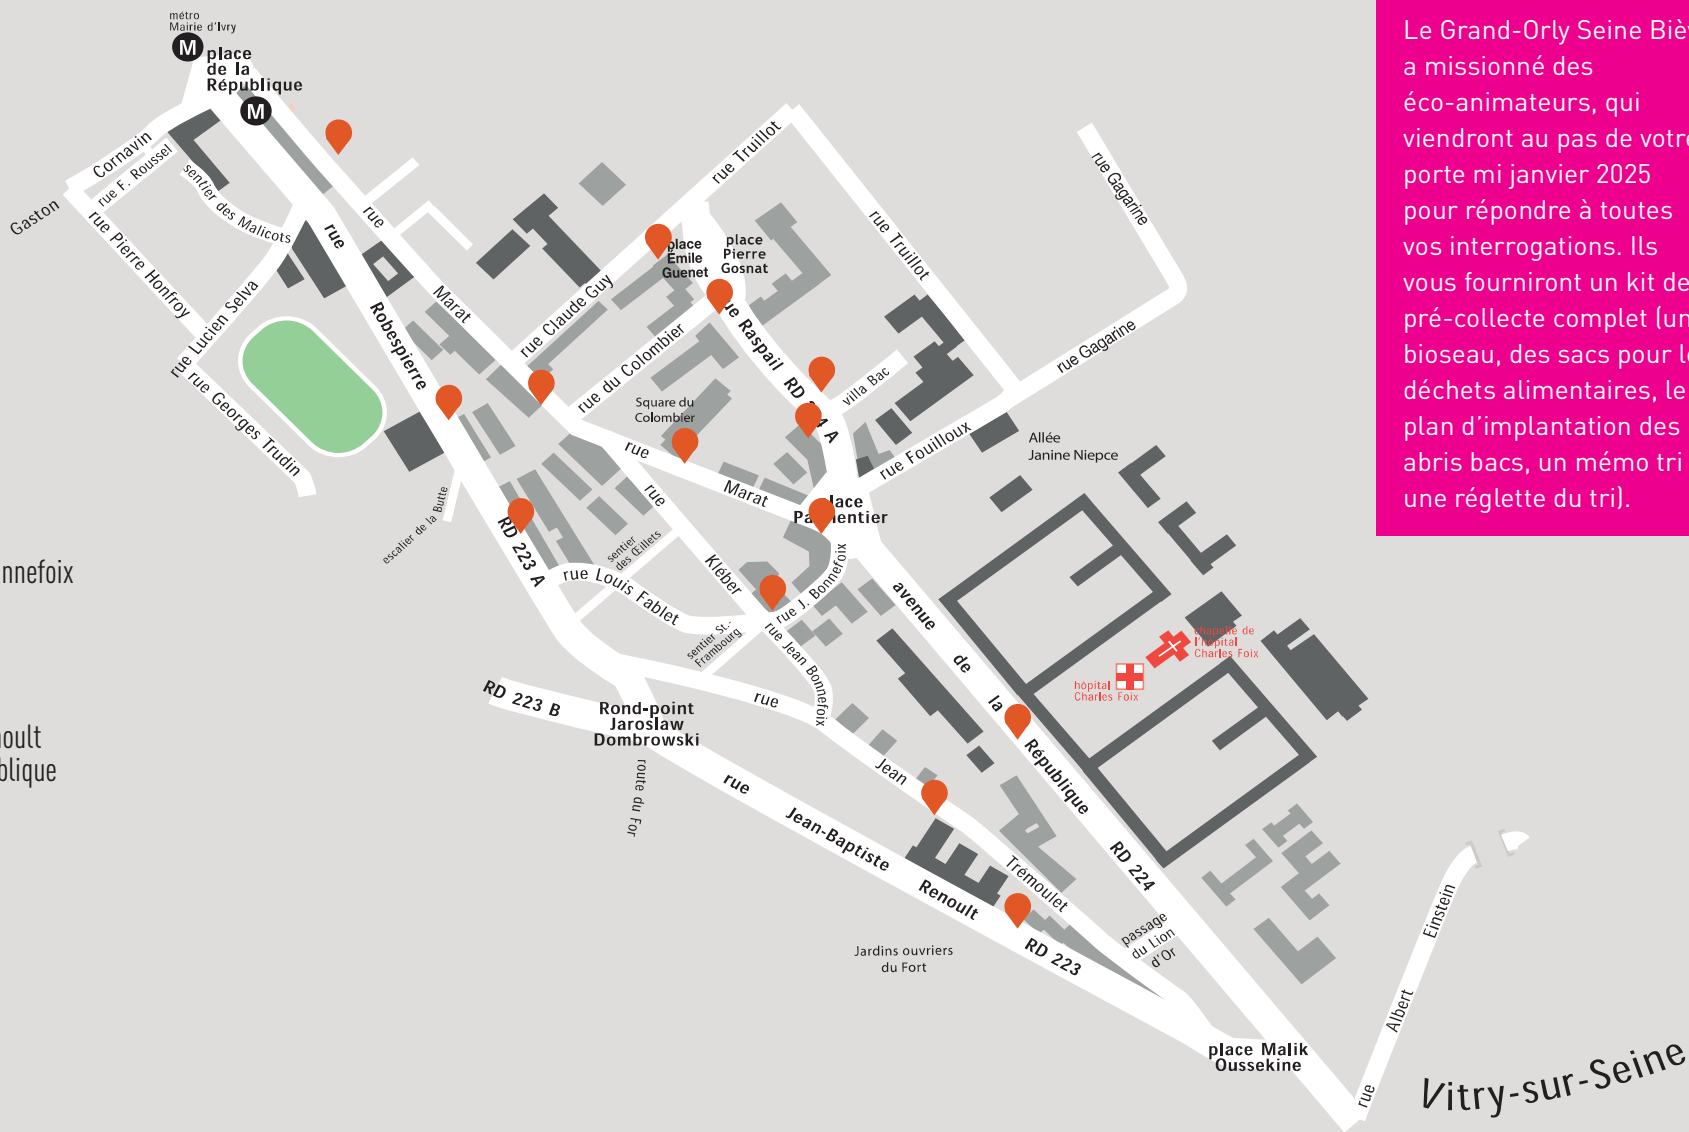 métro
Mairie d'Ivry
M
place
de la
République
M
Cornavin
rue F. Roussel
Gaston
sentier des Malicots
rue Pierre Honfroy
rue Lucien Selva
rue Georges Trudin
rue
Robespierre
RD 223 A
rue
Marat
rue
Marat
escalier de la Butte
rue Claude Guy
rue du Colombier
Square du
Colombier
place
Émile
Guenet
place
Pierre
Gosnat
rue Truillot
rue Truillot
rue Gagarine
rue Gagarine
rue Fouilloux
Raspail
villa Bac
Allée
Janine Niepce
rue
Kléber
sentier
des Œillets
rue Louis Fablet
sentier St.-
Frambourg
rue J. Bonnefoix
rue Jean Bonnefoix
avenue
de
la
République
RD 224
chapelle de
l'hôpital
Charles Foix
hôpital
Charles Foix
RD 223 B
Rond-point
Jaroslaw
Dombrowski
route du For
rue
Jean
Trémoulet
rue
Jean-Baptiste
Renoult
RD 223
Jardins ouvriers
du Fort
passage
du Lion
d'Or
place Malik
Oussekine
rue
Albert
Einstein
Vitry-sur-Seine
nnefoix
oult
blique
Le Grand-Orly Seine Biè
a missionné des
éco-animateurs, qui
viendront au pas de votre
porte mi janvier 2025
pour répondre à toutes
vos interrogations. Ils
vous fourniront un kit de
pré-collecte complet (un
bioseau, des sacs pour le
déchets alimentaires, le
plan d'implantation des
abris bacs, un mémo tri
une réglette du tri).